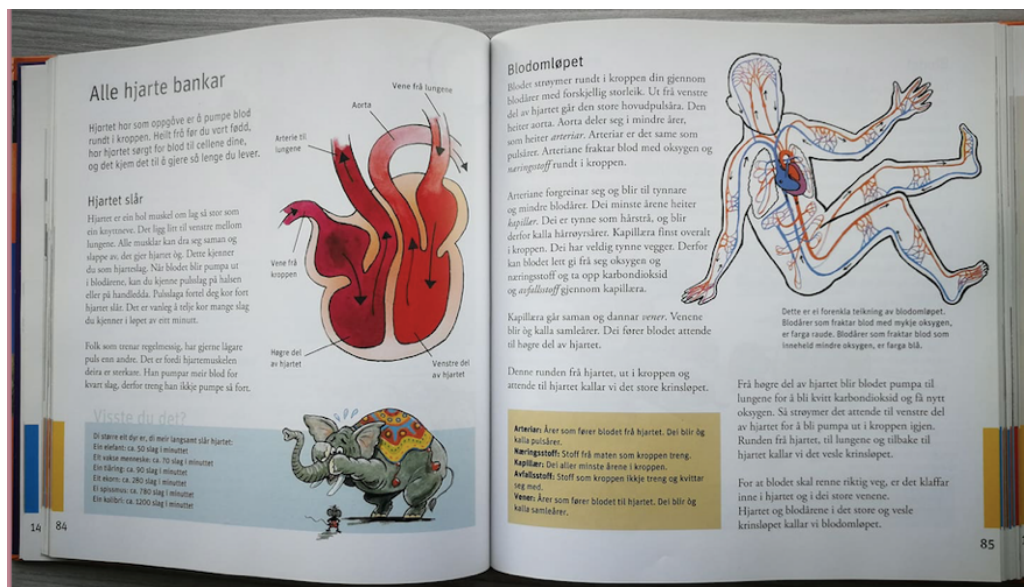 Alle hjarte bankar
Hjartet har som oppgåve er å pumpe blod
rundt i kroppen. Heilt frå før du vart fødd,
har hjartet sørgt for blod til cellene dine,
og det kjem det til å gjere så lenge du lever.
Hjartet slår
Hjartet er ein hol muskel om lag så stor som
ein knyttneve. Det ligg litt til venstre mellom
lungene. Alle musklar kan dra seg saman og
slappe av, det gjer hjartet òg. Dette kjenner
du som hjarteslag. Når blodet blir pumpa ut
i blodårene, kan du kjenne pulsslag på halsen
eller på handledda. Pulsslaga fortel deg kor fort
hjartet slår. Det er vanleg å telje kor mange slag
du kjenner i løpet av eitt minutt.
Folk som trenar regelmessig, har gjerne lågare
puls enn andre. Det er fordi hjartemuskelen
deira er sterkare. Han pumpar meir blod for
kvart slag, derfor treng han ikkje pumpe så fort.
Vene frå lungene
Aorta
Arterie til
lungene
Vene frå
kroppen
Høgre del
av hjartet
Venstre del
av hjartet
Visste du det?
Di større eit dyr er, di meir langsamt slår hjartet:
Ein elefant: ca. 50 slag i minuttet
Eit vakse menneske: ca. 70 slag i minuttet
Ein tiåring: ca. 90 slag i minuttet
Eit ekorn: ca. 280 slag i minuttet
Ei spissmus: ca. 780 slag i minuttet
Ein kolibri: ca. 1200 slag i minuttet
14
84
Blodomløpet
Blodet strøymer rundt i kroppen din gjennom
blodårer med forskjellig storleik. Ut frå venstre
del av hjartet går den store hovudpulsåra. Den
heiter aorta. Aorta deler seg i mindre årer,
som heiter arteriar. Arteriar er det same som
pulsårer. Arteriane fraktar blod med oksygen og
næringsstoff rundt i kroppen.
Arteriane forgreinar seg og blir til tynnare
og mindre blodårer. Dei minste årene heiter
kapillær. Dei er tynne som hårstrå, og blir
derfor kalla hårrøyrsårer. Kapillæra finst overalt
i kroppen. Dei har veldig tynne vegger. Derfor
kan blodet lett gi frå seg oksygen og
næringsstoff og ta opp karbondioksid
og avfallsstoff gjennom kapillæra.
Kapillæra går saman og dannar vener. Venene
blir òg kalla samleårer. Dei fører blodet attende
til høgre del av hjartet.
Denne runden frå hjartet, ut i kroppen og
attende til hjartet kallar vi det store krinsløpet.
Arteriar: Årer som fører blodet frå hjartet. Dei blir òg
kalla pulsårer.
Næringsstoff: Stoff frå maten som kroppen treng.
Kapillær: Dei aller minste årene i kroppen.
Avfallsstoff: Stoff som kroppen ikkje treng og kvittar
seg med.
Vener: Årer som fører blodet til hjartet. Dei blir òg
kalla samleårer.
Dette er ei forenkla teikning av blodomløpet.
Blodårer som fraktar blod med mykje oksygen,
er farga raude. Blodårer som fraktar blod som
inneheld mindre oksygen, er farga blå.
Frå høgre del av hjartet blir blodet pumpa til
lungene for å bli kvitt karbondioksid og få nytt
oksygen. Så strøymer det attende til venstre del
av hjartet for å bli pumpa ut i kroppen igjen.
Runden frå hjartet, til lungene og tilbake til
hjartet kallar vi det vesle krinsløpet.
For at blodet skal renne riktig veg, er det klaffar
inne i hjartet og i dei store venene.
Hjartet og blodårene i det store og vesle
krinsløpet kallar vi blodomløpet.
85